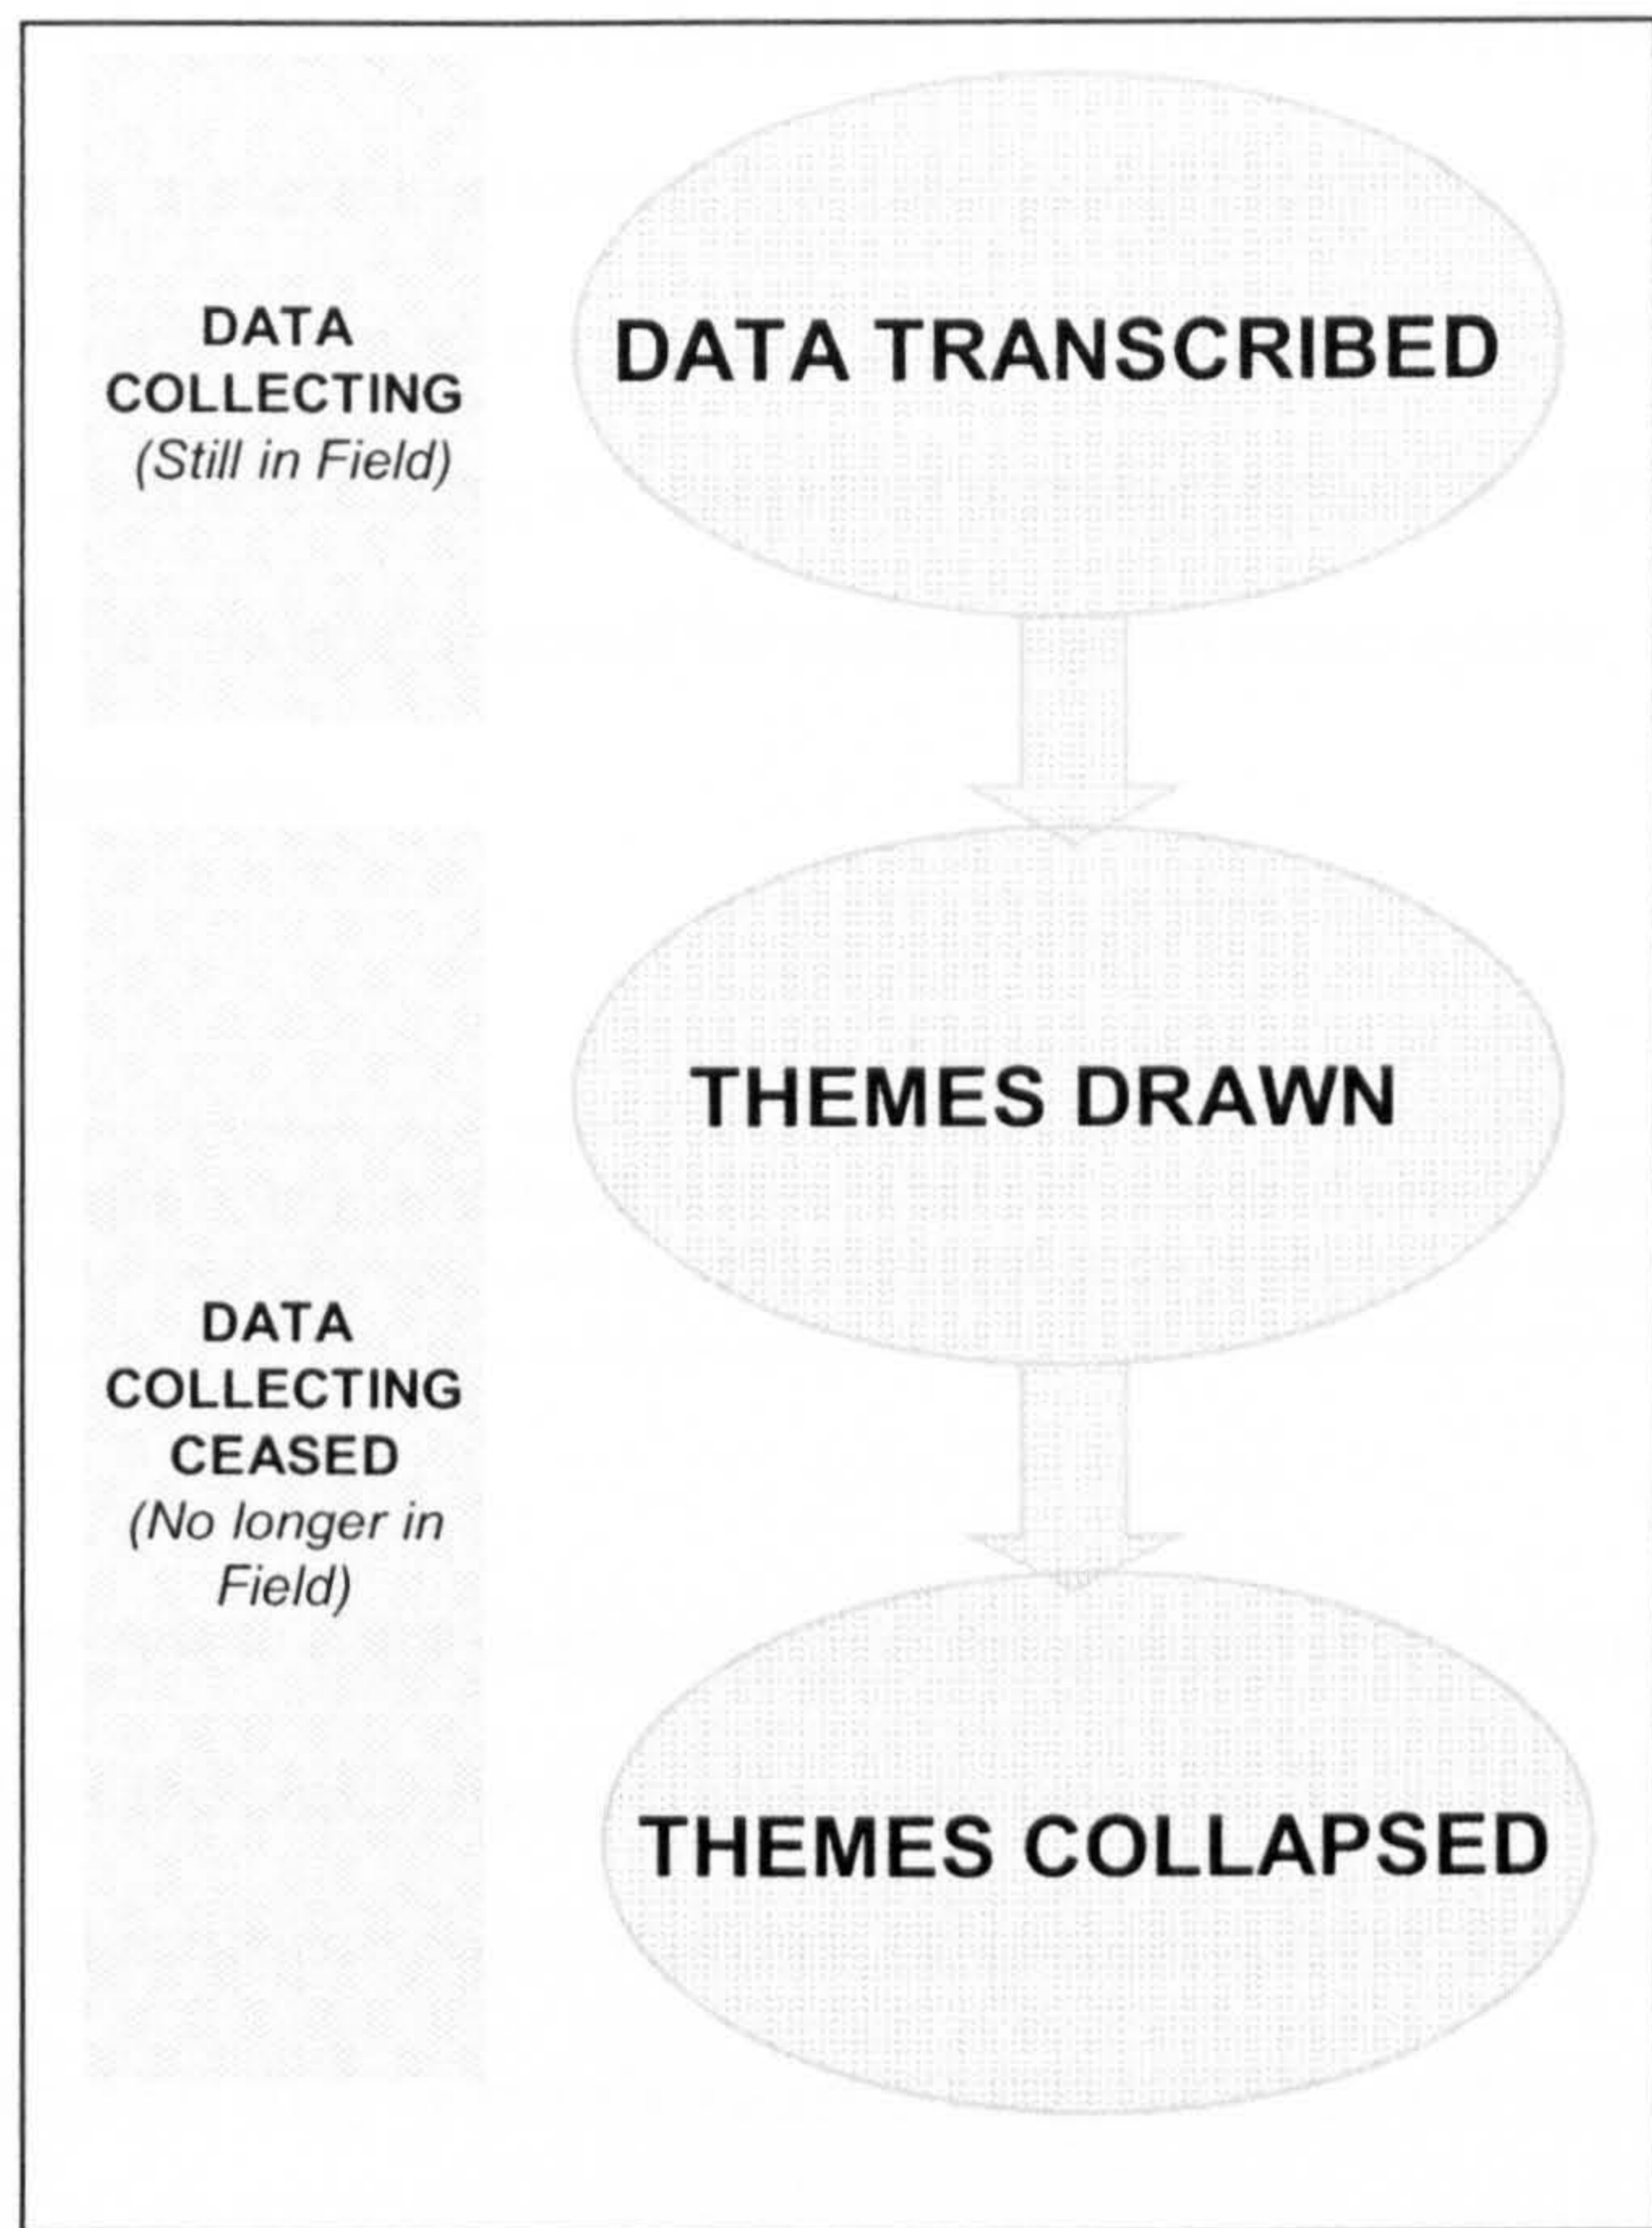 DATA
COLLECTING
(Still in Field)
DATA TRANSCRIBED
THEMES DRAWN
DATA
COLLECTING
CEASED
(No longer in
Field)
THEMES COLLAPSED